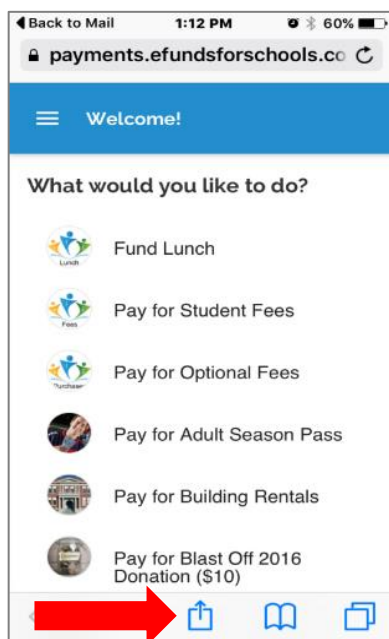 Back to Mail 1:12 PM 60%
payments.efundsforschools.co
Welcome!
What would you like to do?
Lunch
Fund Lunch
Fees
Pay for Student Fees
Purchases
Pay for Optional Fees
Pay for Adult Season Pass
Pay for Building Rentals
Pay for Blast Off 2016
Donation ($10)